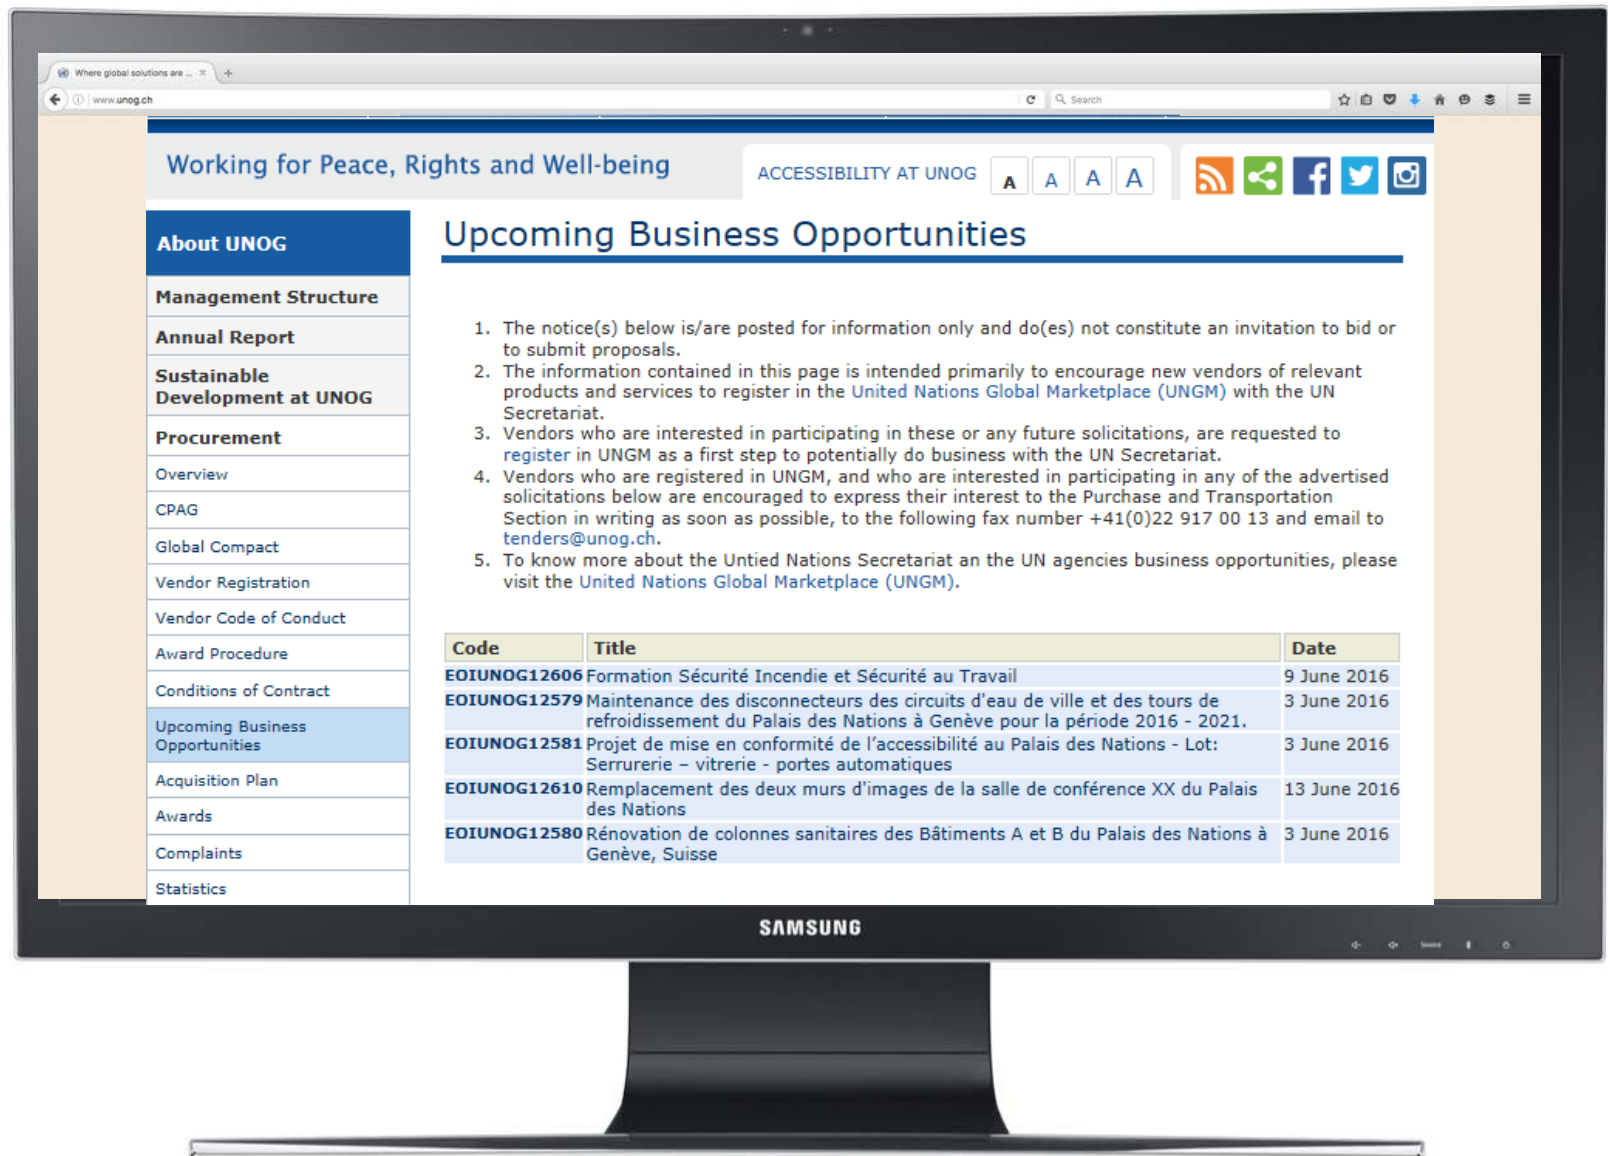 Where global solutions are ...
www.unog.ch
Search
Working for Peace, Rights and Well-being
ACCESSIBILITY AT UNOG A A A A
About UNOG
Management Structure
Annual Report
Sustainable
Development at UNOG
Procurement
Overview
CPAG
Global Compact
Vendor Registration
Vendor Code of Conduct
Award Procedure
Conditions of Contract
Upcoming Business
Opportunities
Acquisition Plan
Awards
Complaints
Statistics
Upcoming Business Opportunities
1. The notice(s) below is/are posted for information only and do(es) not constitute an invitation to bid or
to submit proposals.
2. The information contained in this page is intended primarily to encourage new vendors of relevant
products and services to register in the United Nations Global Marketplace (UNGM) with the UN
Secretariat.
3. Vendors who are interested in participating in these or any future solicitations, are requested to
register in UNGM as a first step to potentially do business with the UN Secretariat.
4. Vendors who are registered in UNGM, and who are interested in participating in any of the advertised
solicitations below are encouraged to express their interest to the Purchase and Transportation
Section in writing as soon as possible, to the following fax number +41(0)22 917 00 13 and email to
tenders@unog.ch.
5. To know more about the Untied Nations Secretariat an the UN agencies business opportunities, please
visit the United Nations Global Marketplace (UNGM).
Code Title Date
EOIUNOG12606 Formation Sécurité Incendie et Sécurité au Travail 9 June 2016
EOIUNOG12579 Maintenance des disconnecteurs des circuits d'eau de ville et des tours de 3 June 2016
refroidissement du Palais des Nations à Genève pour la période 2016 - 2021.
EOIUNOG12581 Projet de mise en conformité de l’accessibilité au Palais des Nations - Lot: 3 June 2016
Serrurerie – vitrerie - portes automatiques
EOIUNOG12610 Remplacement des deux murs d'images de la salle de conférence XX du Palais 13 June 2016
des Nations
EOIUNOG12580 Rénovation de colonnes sanitaires des Bâtiments A et B du Palais des Nations à 3 June 2016
Genève, Suisse
SAMSUNG